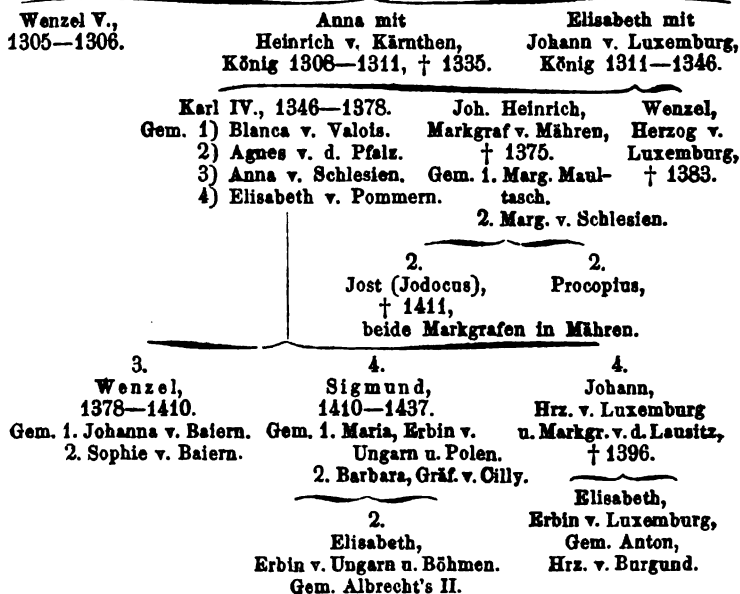 Wenzel V.,
1305—1306.
Anna mit
Heinrich v. Kärnthen,
König 1308—1311, † 1335.
Elisabeth mit
Johann v. Luxemburg,
König 1311—1346.
Karl IV., 1346—1378.
Gem. 1) Blanca v. Valois.
2) Agnes v. d. Pfalz.
3) Anna v. Schlesien.
4) Elisabeth v. Pommern.
Joh. Heinrich,
Markgraf v. Mähren,
† 1375.
Gem. 1. Marg. Maul-
tasch.
2. Marg. v. Schlesien.
Wenzel,
Herzog v.
Luxemburg,
† 1383.
2.
Jost (Jodocus),
† 1411,
2.
Procopius,
beide Markgrafen in Mähren.
3.
Wenzel,
1378—1410.
Gem. 1. Johanna v. Baiern.
2. Sophie v. Baiern.
4.
Sigmund,
1410—1437.
Gem. 1. Maria, Erbin v.
Ungarn u. Polen.
2. Barbara, Gräf. v. Cilly.
4.
Johann,
Hrz. v. Luxemburg
u. Markgr. v. d. Lausitz,
† 1396.
2.
Elisabeth,
Erbin v. Ungarn u. Böhmen.
Gem. Albrecht's II.
Elisabeth,
Erbin v. Luxemburg,
Gem. Anton,
Hrz. v. Burgund.